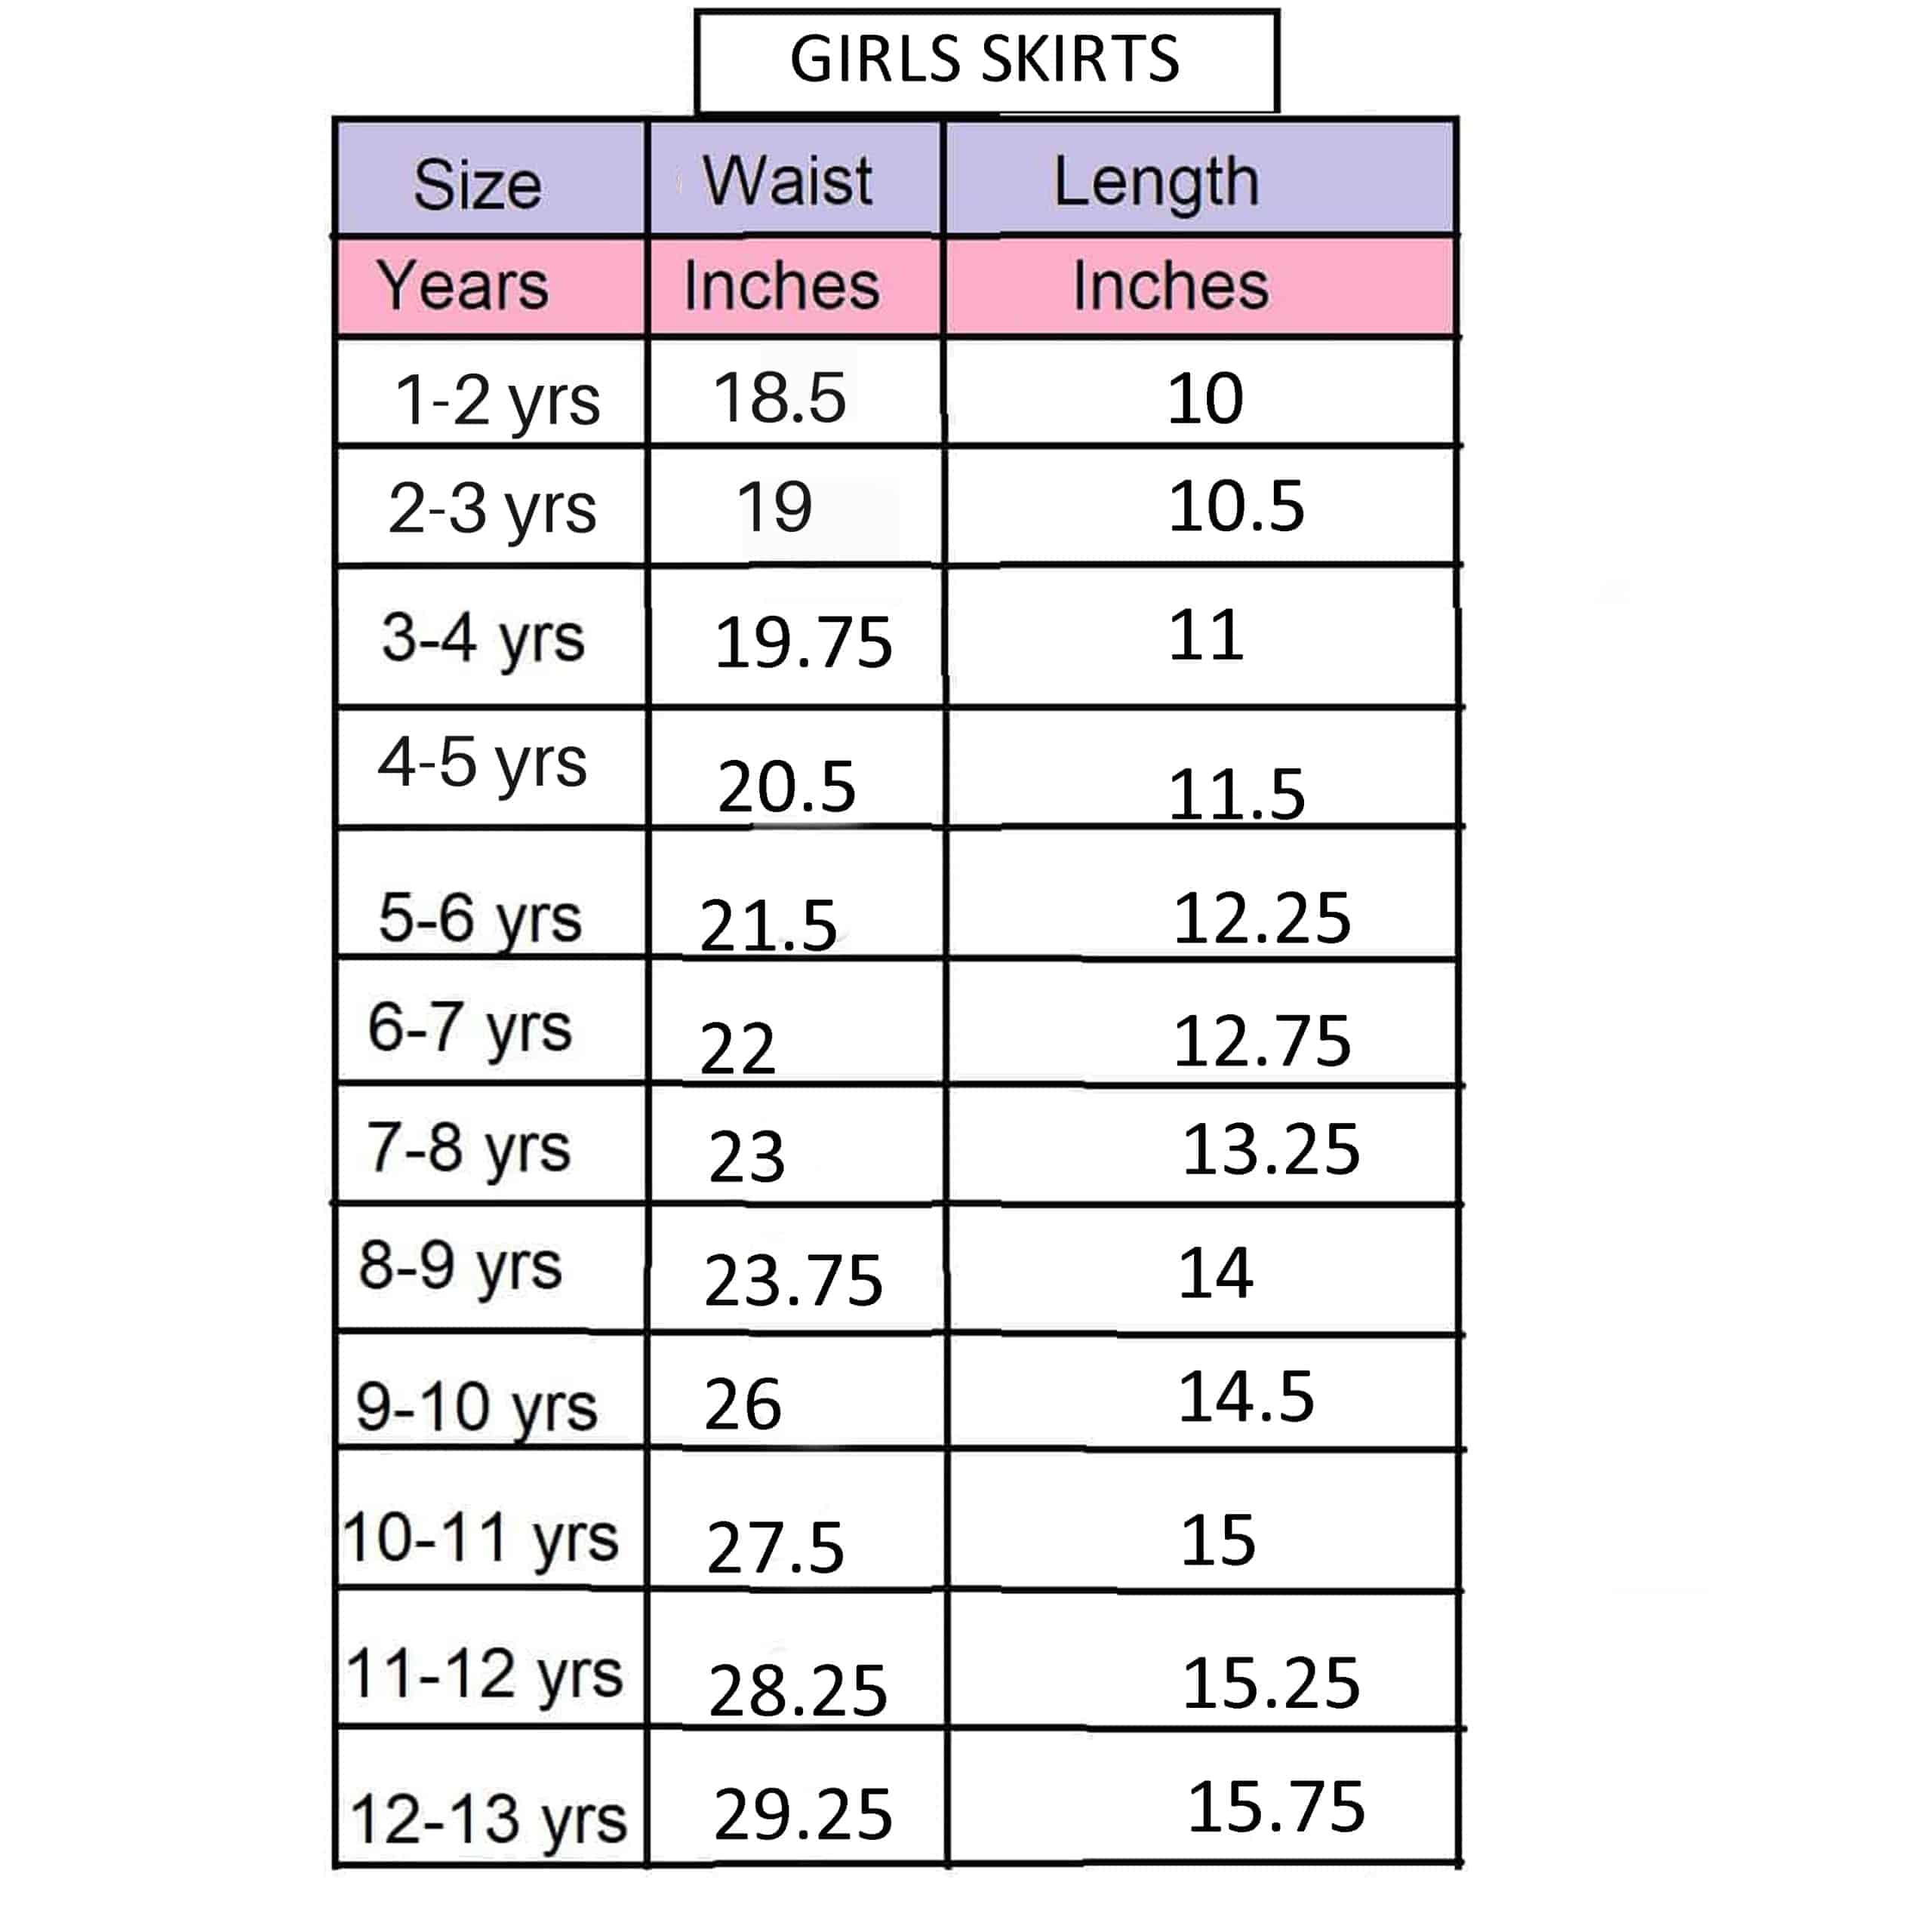 GIRLS SKIRTS
Size Waist Length
Years Inches Inches
1-2 yrs 18.5 10
2-3 yrs 19 10.5
3-4 yrs 19.75 11
4-5 yrs 20.5 11.5
5-6 yrs 21.5 12.25
6-7 yrs 22 12.75
7-8 yrs 23 13.25
8-9 yrs 23.75 14
9-10 yrs 26 14.5
10-11 yrs 27.5 15
11-12 yrs 28.25 15.25
12-13 yrs 29.25 15.75